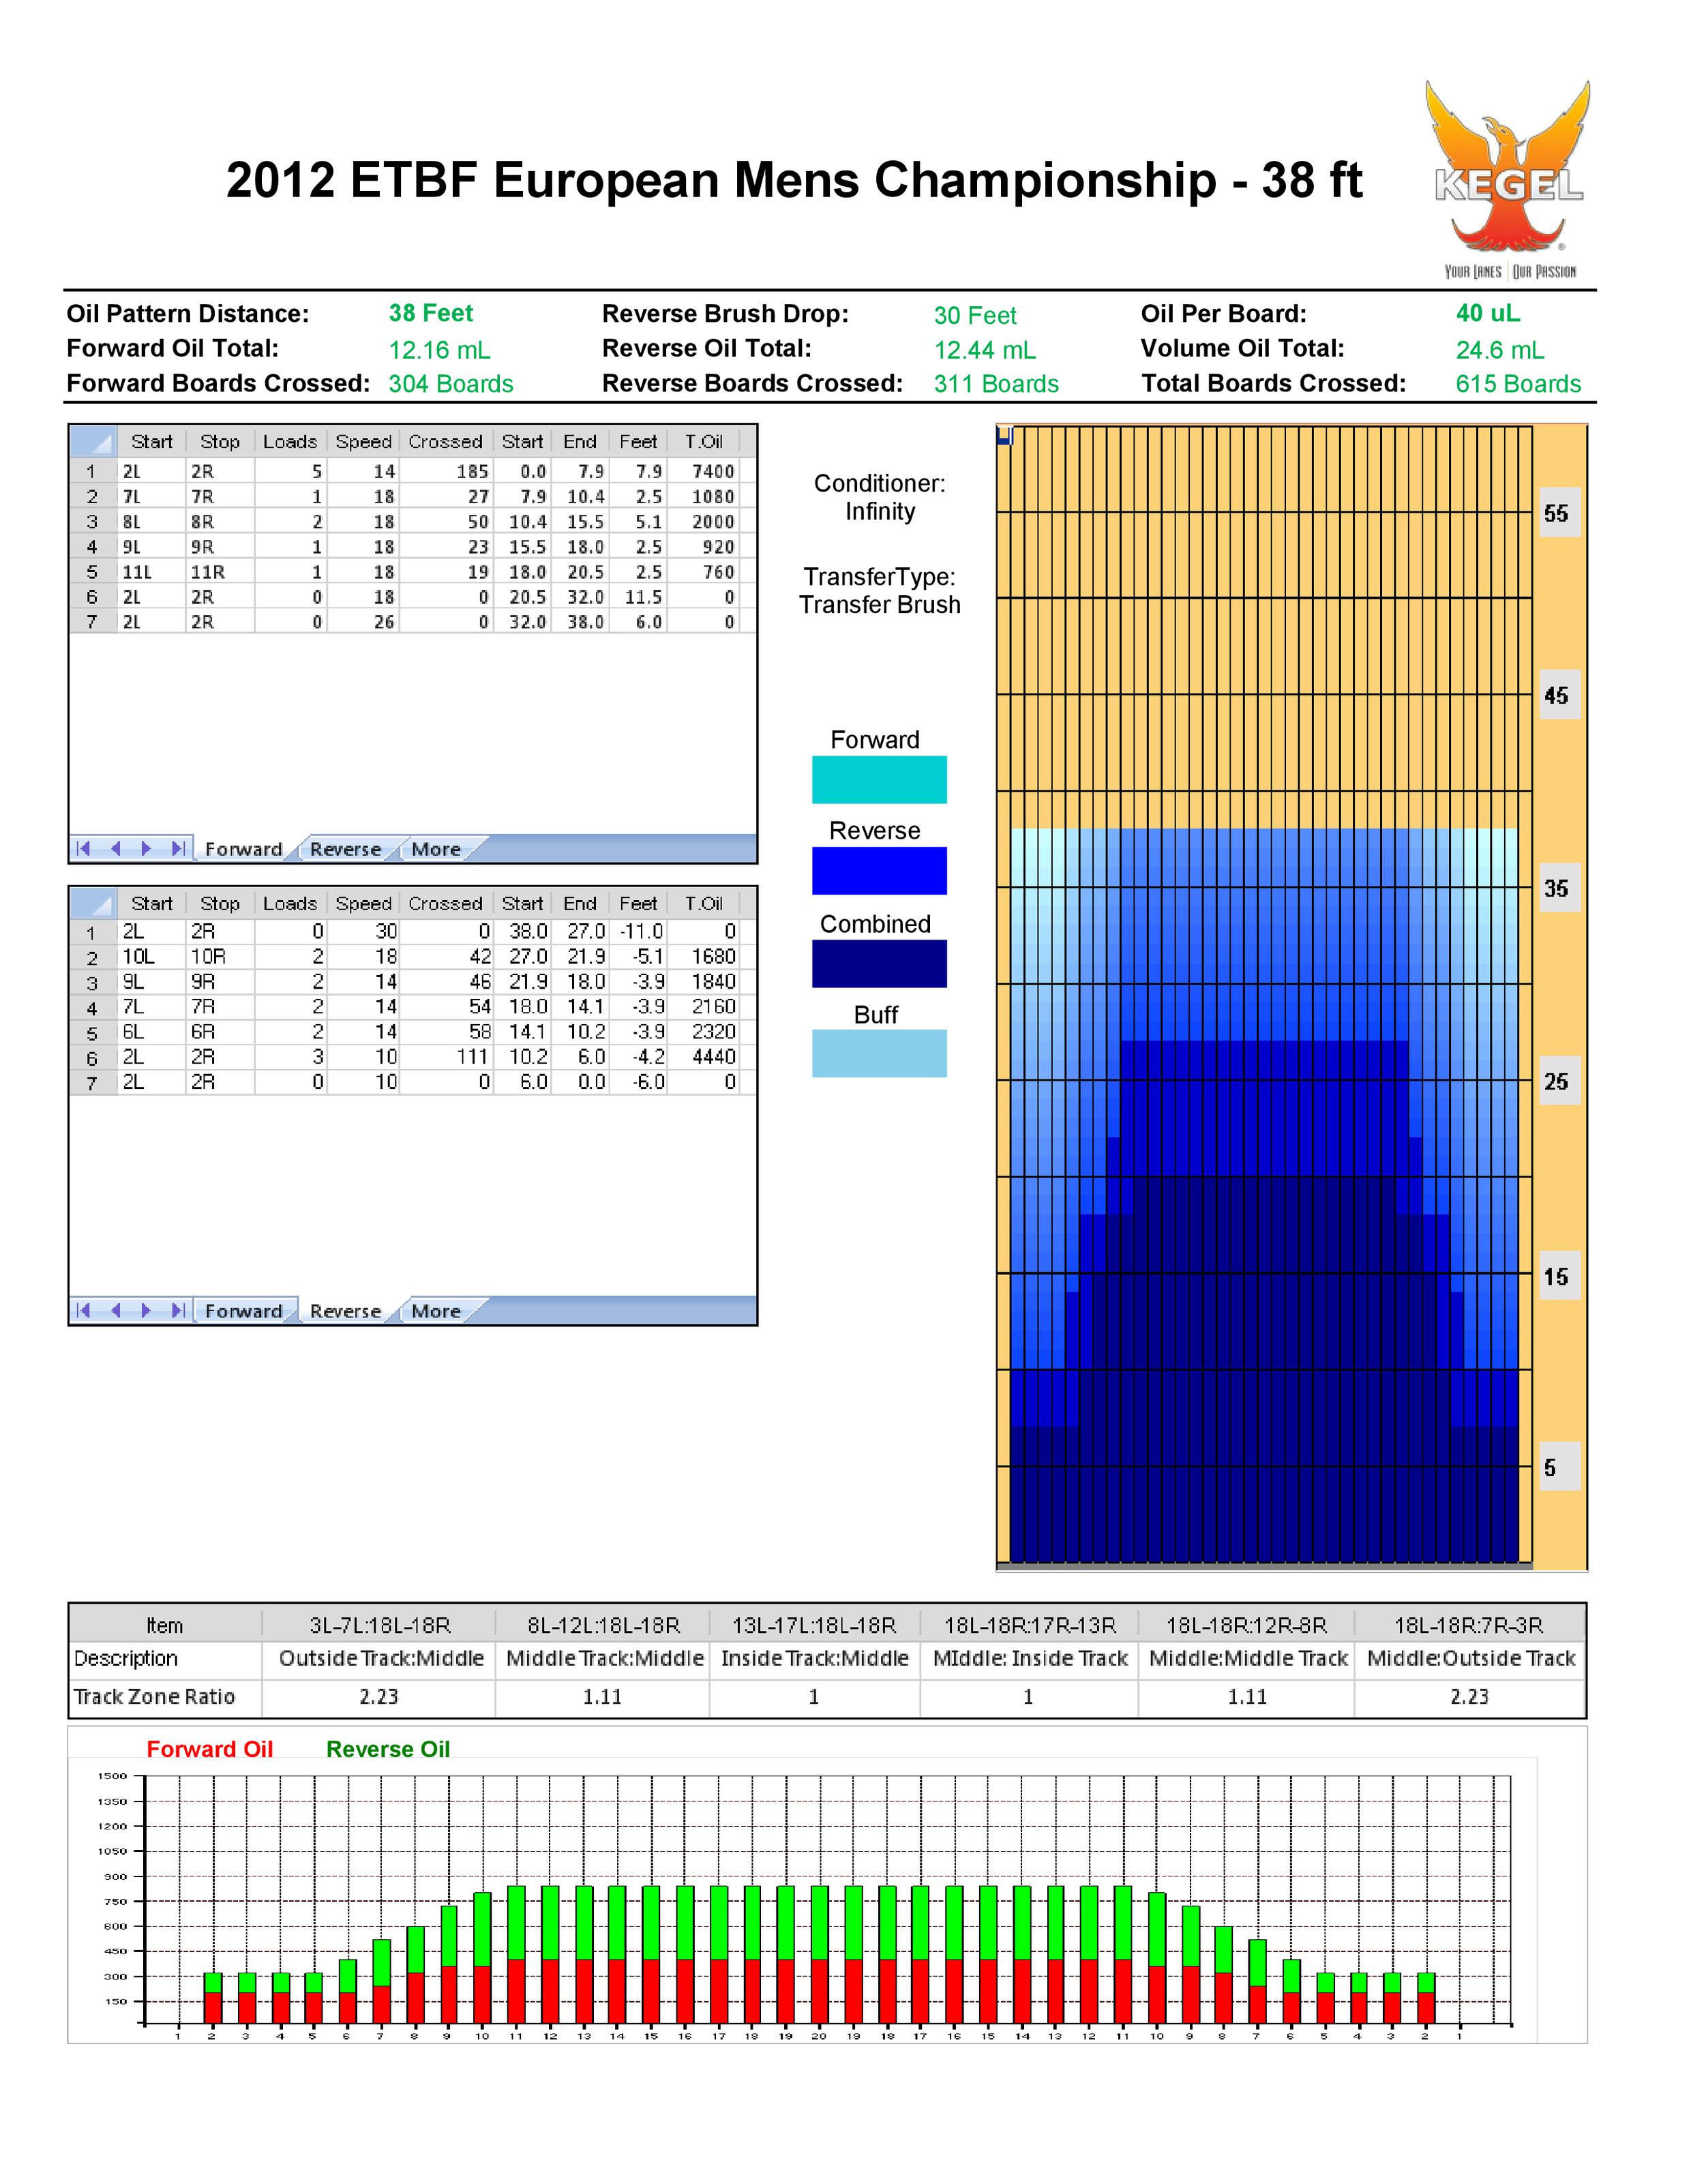 2012 ETBF European Mens Championship - 38 ft
KEGEL
YOUR LANES | OUR PASSION
Oil Pattern Distance: 38 Feet Reverse Brush Drop: 30 Feet Oil Per Board: 40 uL
Forward Oil Total: 12.16 mL Reverse Oil Total: 12.44 mL Volume Oil Total: 24.6 mL
Forward Boards Crossed: 304 Boards Reverse Boards Crossed: 311 Boards Total Boards Crossed: 615 Boards
Start Stop Loads Speed Crossed Start End Feet T.Oil
1 2L 2R 5 14 185 0.0 7.9 7.9 7400
2 7L 7R 1 18 27 7.9 10.4 2.5 1080
3 8L 8R 2 18 50 10.4 15.5 5.1 2000
4 9L 9R 1 18 23 15.5 18.0 2.5 920
5 11L 11R 1 18 19 18.0 20.5 2.5 760
6 2L 2R 0 18 0 20.5 32.0 11.5 0
7 2L 2R 0 26 0 32.0 38.0 6.0 0
Forward Reverse More
Start Stop Loads Speed Crossed Start End Feet T.Oil
1 2L 2R 0 30 0 38.0 27.0 -11.0 0
2 10L 10R 2 18 42 27.0 21.9 -5.1 1680
3 9L 9R 2 14 46 21.9 18.0 -3.9 1840
4 7L 7R 2 14 54 18.0 14.1 -3.9 2160
5 6L 6R 2 14 58 14.1 10.2 -3.9 2320
6 2L 2R 3 10 111 10.2 6.0 -4.2 4440
7 2L 2R 0 10 0 6.0 0.0 -6.0 0
Forward Reverse More
Conditioner:
Infinity
TransferType:
Transfer Brush
Forward
Reverse
Combined
Buff
55
45
35
25
15
5
Item 3L-7L:18L-18R 8L-12L:18L-18R 13L-17L:18L-18R 18L-18R:17R-13R 18L-18R:12R-8R 18L-18R:7R-3R
Description Outside Track:Middle Middle Track:Middle Inside Track:Middle MIddle: Inside Track Middle:Middle Track Middle:Outside Track
Track Zone Ratio 2.23 1.11 1 1 1.11 2.23
Forward Oil Reverse Oil
1500
1350
1200
1050
900
750
600
450
300
150
1 2 3 4 5 6 7 8 9 10 11 12 13 14 15 16 17 18 19 20 19 18 17 16 15 14 13 12 11 10 9 8 7 6 5 4 3 2 1